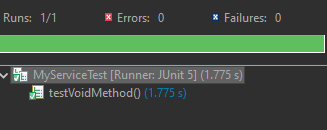 Runs: 1/1 Errors: 0 Failures: 0
MyServiceTest [Runner: JUnit 5] (1.775 s)
testVoidMethod() (1.775 s)